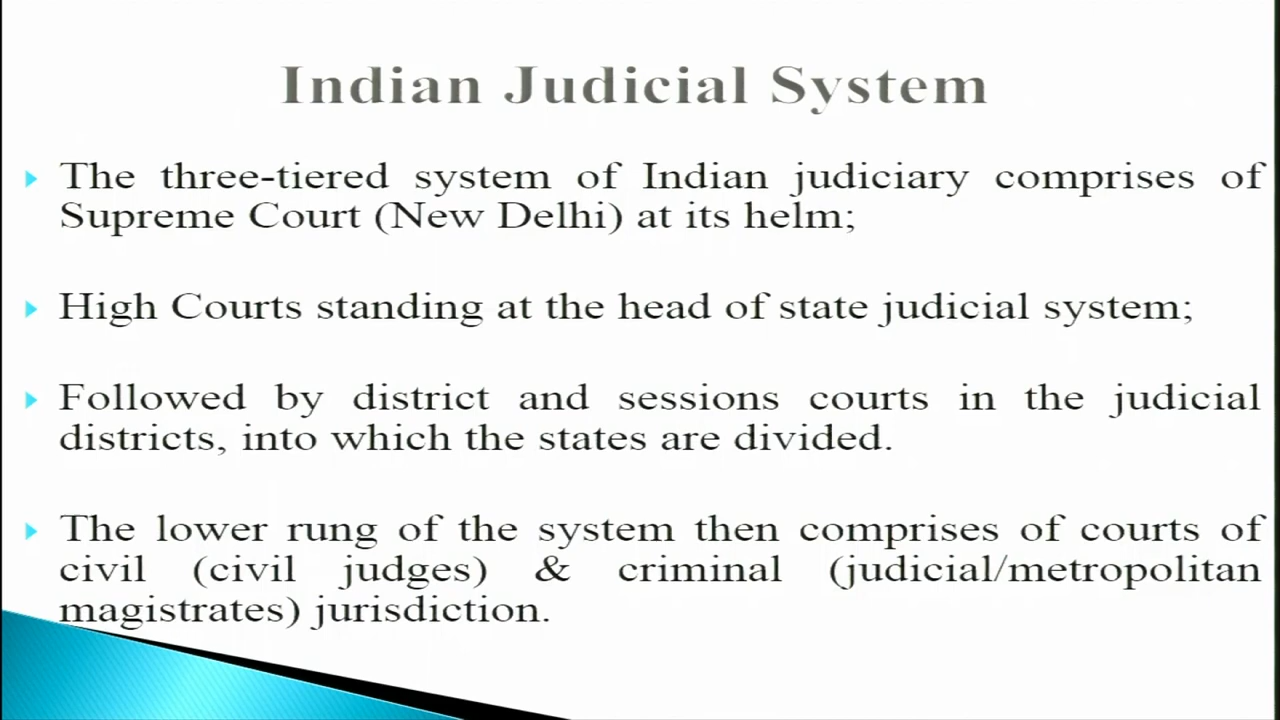 Indian Judicial System
The three-tiered system of Indian judiciary comprises of
Supreme Court (New Delhi) at its helm;
High Courts standing at the head of state judicial system;
Followed by district and sessions courts in the judicial
districts, into which the states are divided.
The lower rung of the system then comprises of courts of
civil (civil judges) & criminal (judicial/metropolitan
magistrates) jurisdiction.